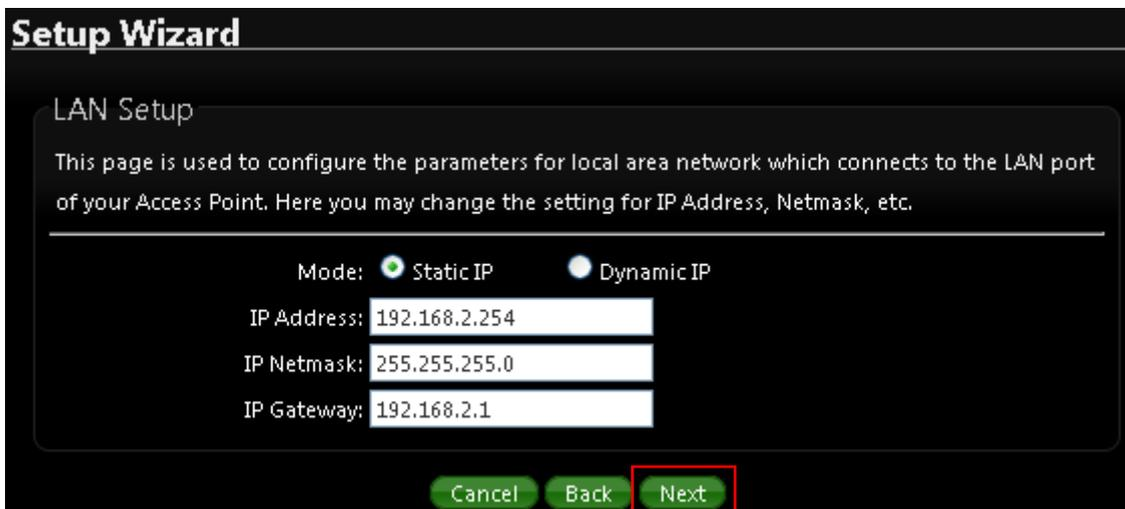 Setup Wizard
LAN Setup
This page is used to configure the parameters for local area network which connects to the LAN port
of your Access Point. Here you may change the setting for IP Address, Netmask, etc.
Mode: Static IP Dynamic IP
IP Address: 192.168.2.254
IP Netmask: 255.255.255.0
IP Gateway: 192.168.2.1
Cancel Back Next